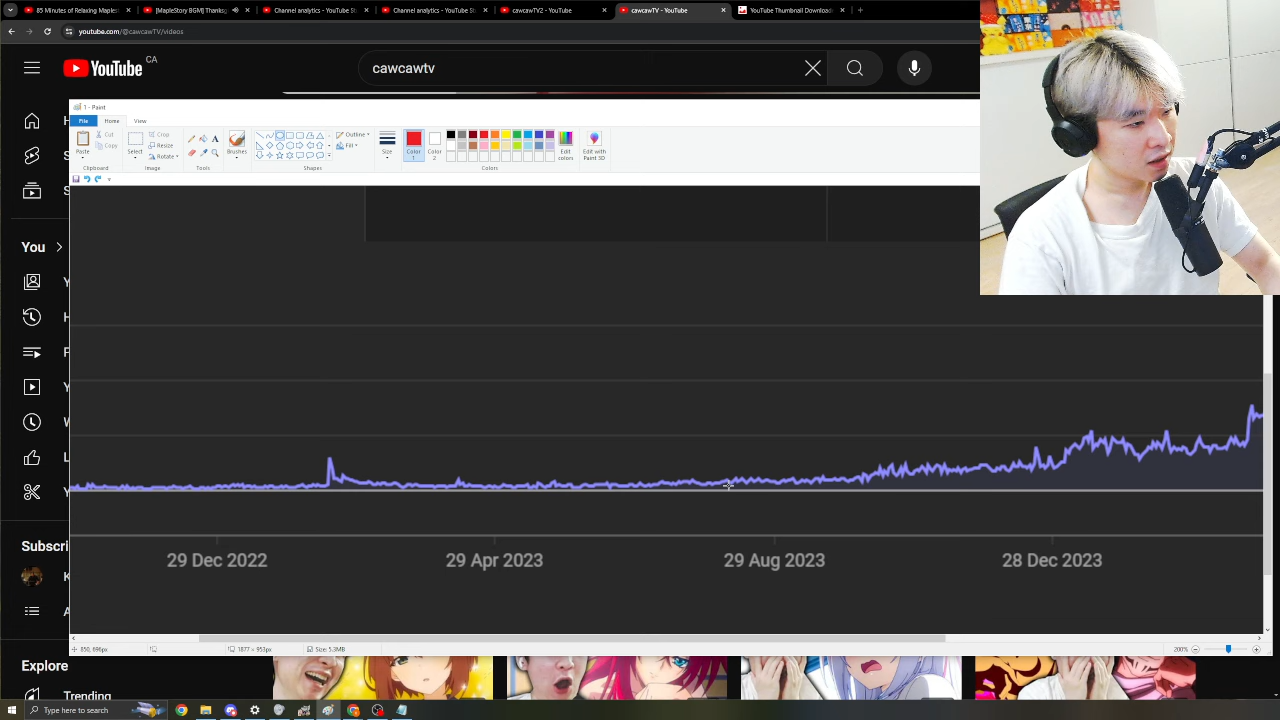 85 Minutes of Relaxing Maples
[MapleStory BGM] Thanksg
Channel analytics - YouTube St
Channel analytics - YouTube St
cawcawTV2 - YouTube
cawcawTV - YouTube
YouTube Thumbnail Download
youtube.com/@cawcawTV/videos
YouTube CA
cawcawtv
1 - Paint
File Home View
Paste
Cut
Copy
Clipboard
Select
Crop
Resize
Rotate
Image
Tools
Brushes
Outline
Fill
Shapes
Size
Color 1
Color 2
Edit colors
Colors
Edit with Paint 3D
You
Subscri
Explore
Trending
29 Dec 2022
29 Apr 2023
29 Aug 2023
28 Dec 2023
850, 696px
1877 × 953px
Size: 5.3MB
200%
Type here to search